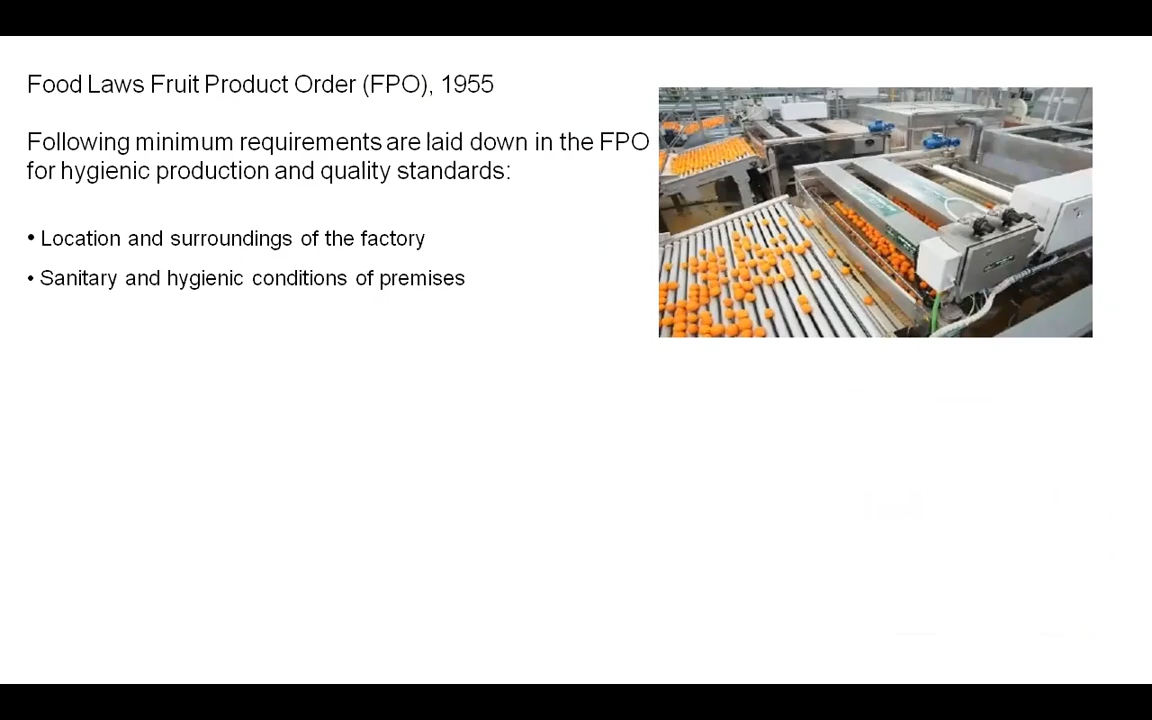 Food Laws Fruit Product Order (FPO), 1955
Following minimum requirements are laid down in the FPO
for hygienic production and quality standards:
• Location and surroundings of the factory
• Sanitary and hygienic conditions of premises